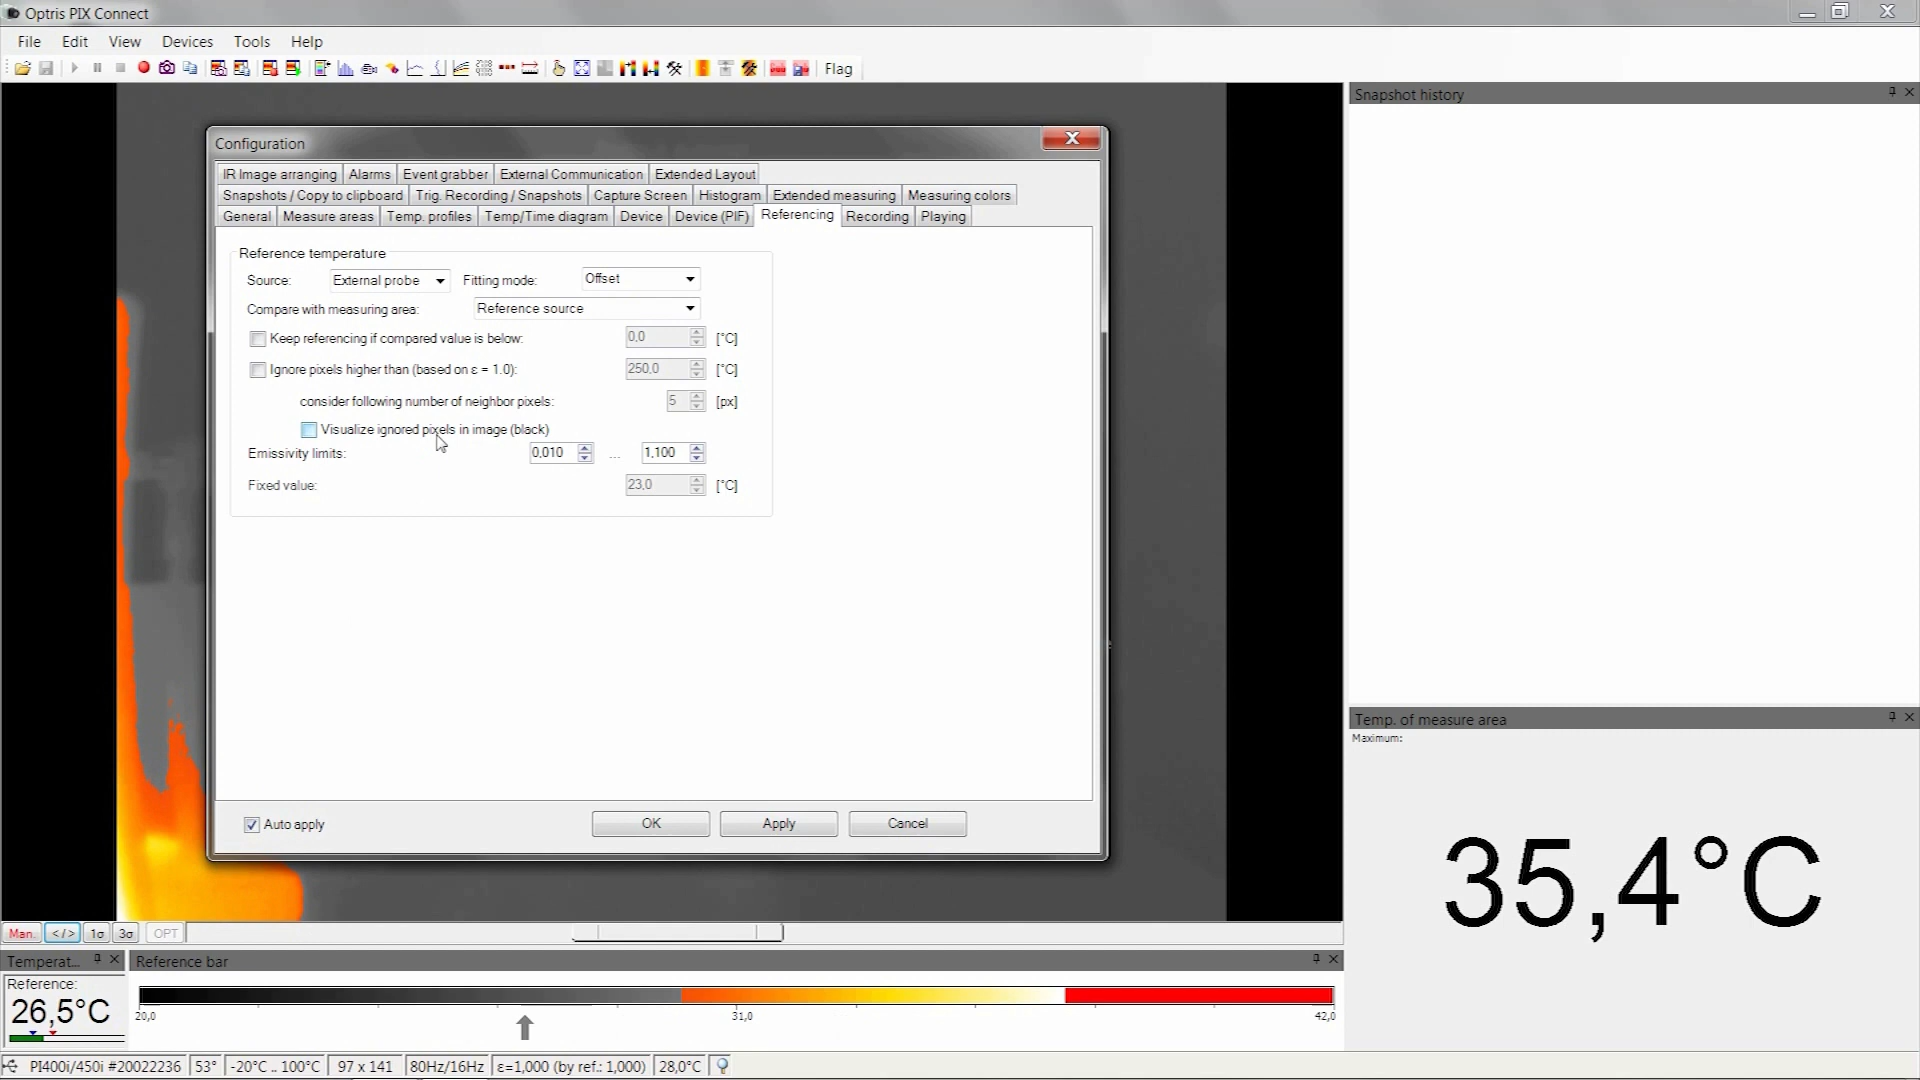 Optris PIX Connect
File Edit View Devices Tools Help
Flag
Snapshot history
Configuration
IR Image arranging Alarms Event grabber External Communication Extended Layout
Snapshots / Copy to clipboard Trig. Recording / Snapshots Capture Screen Histogram Extended measuring Measuring colors
General Measure areas Temp. profiles Temp/Time diagram Device Device (PIF) Referencing Recording Playing
Reference temperature
Source: External probe Fitting mode: Offset
Compare with measuring area: Reference source
Keep referencing if compared value is below: 0,0 [°C]
Ignore pixels higher than (based on ε = 1.0): 250,0 [°C]
consider following number of neighbor pixels: 5 [px]
Visualize ignored pixels in image (black)
Emissivity limits: 0,010 ... 1,100
Fixed value: 23,0 [°C]
Auto apply OK Apply Cancel
Temp. of measure area
Maximum:
35,4°C
Man. </> 1σ 3σ OPT
Temperat... Reference bar
Reference:
26,5°C
20,0 31,0 42,0
PI400i/450i #20022236 53° -20°C .. 100°C 97 x 141 80Hz/16Hz ε=1,000 (by ref.: 1,000) 28,0°C